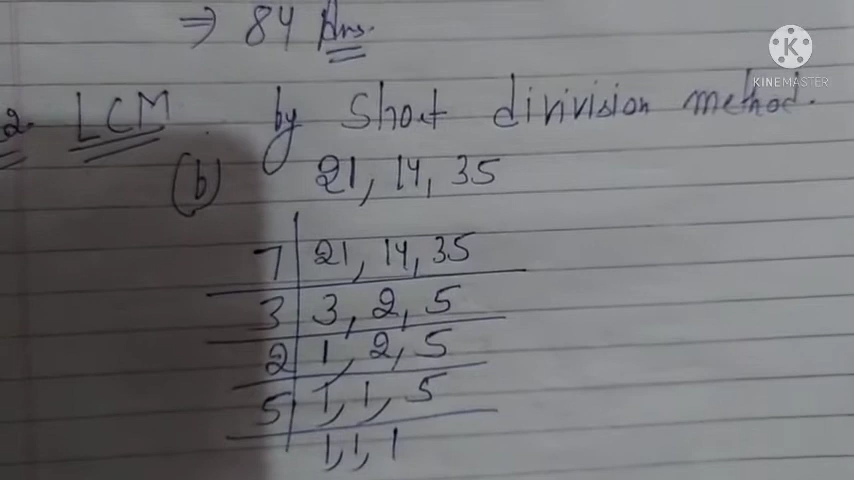 ⇒ 84 Ans.
K
KINEMASTER
2. LCM by Short divivision method.
(b) 21, 14, 35
7 | 21, 14, 35
3 | 3, 2, 5
2 | 1, 2, 5
5 | 1, 1, 5
1, 1, 1